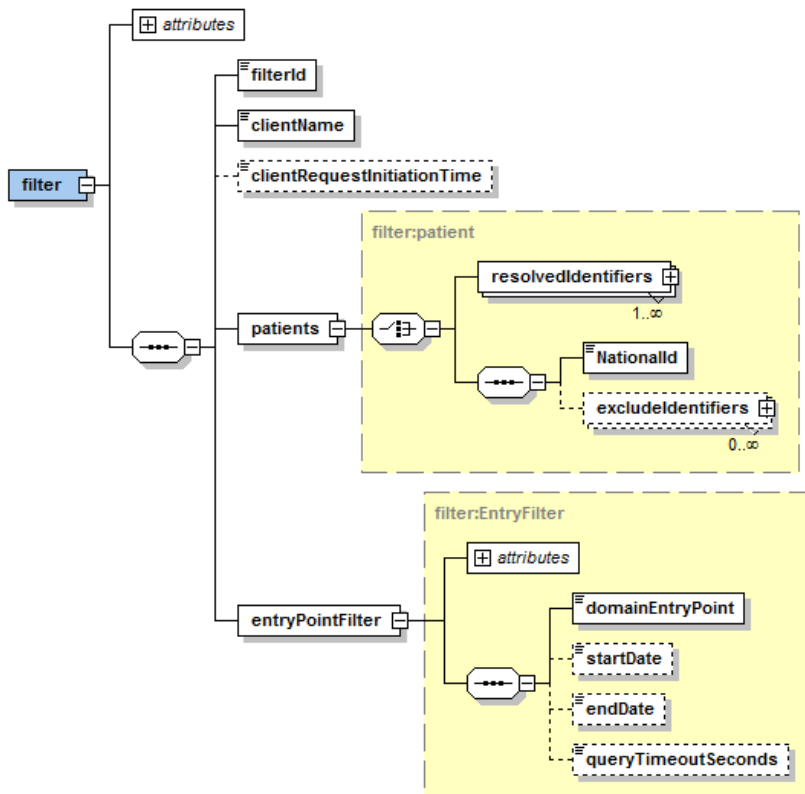 attributes
filterId
clientName
clientRequestInitiationTime
filter
filter:patient
resolvedIdentifiers
1..∞
patients
NationalId
excludeIdentifiers
0..∞
filter:EntryFilter
attributes
domainEntryPoint
entryPointFilter
startDate
endDate
queryTimeoutSeconds